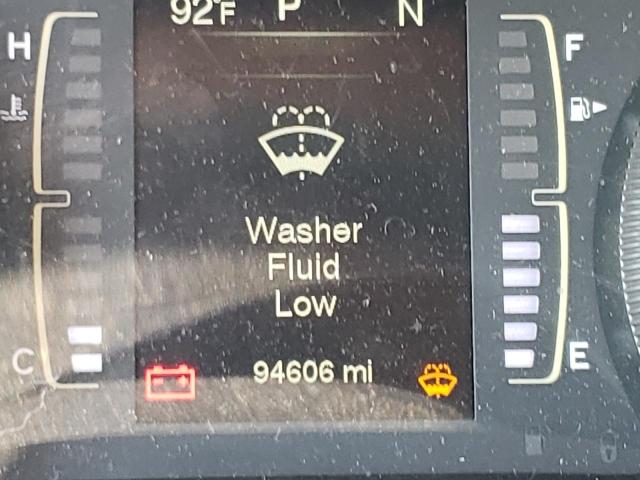 92°F P N
H F
Washer
Fluid
Low
C E
94606 mi